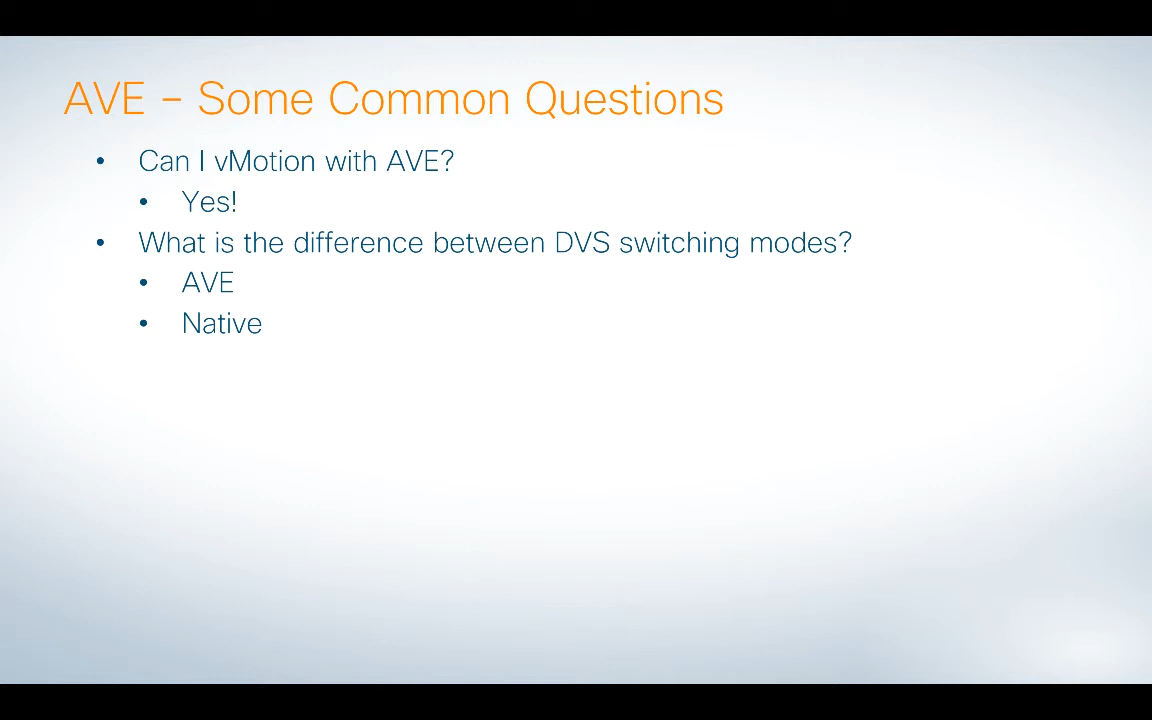 AVE – Some Common Questions
• Can I vMotion with AVE?
• Yes!
• What is the difference between DVS switching modes?
• AVE
• Native